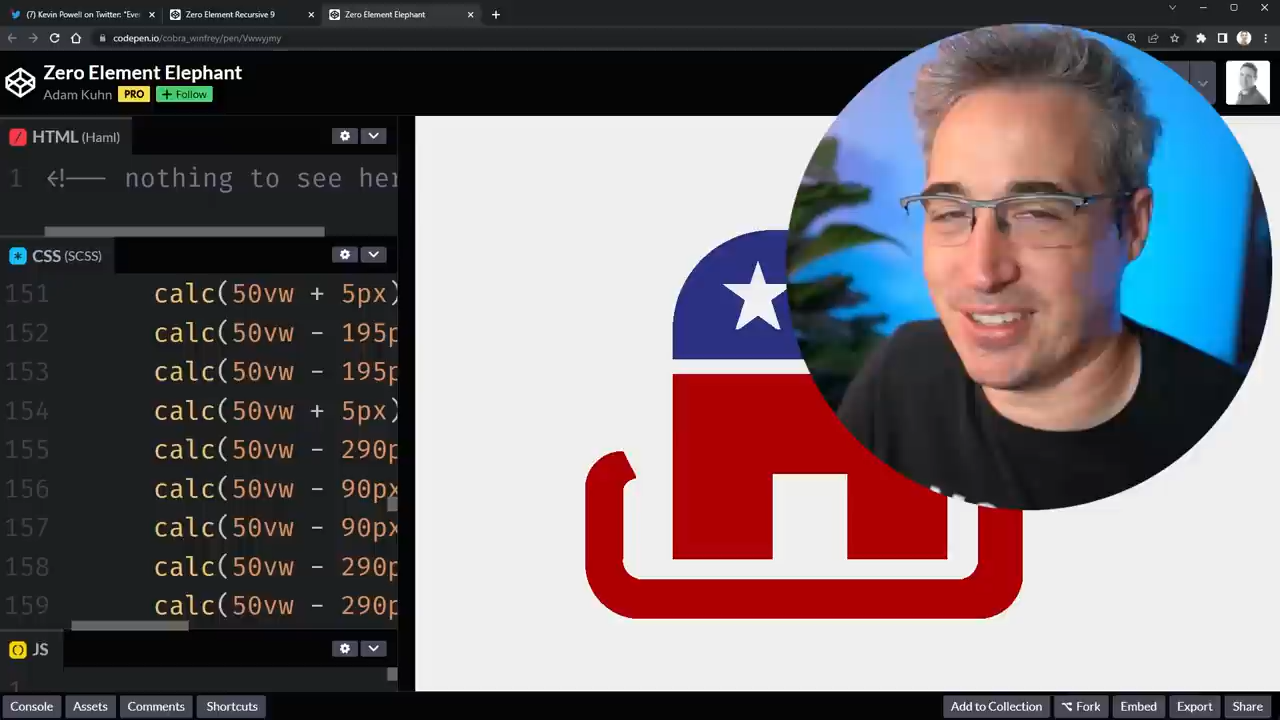 (7) Kevin Powell on Twitter: "Eve
Zero Element Recursive 9
Zero Element Elephant
codepen.io/cobra_winfrey/pen/Vwwyjmy
Zero Element Elephant
Adam Kuhn PRO + Follow
HTML (Haml)
1 <!-- nothing to see her
CSS (SCSS)
151 calc(50vw + 5px)
152 calc(50vw - 195p
153 calc(50vw - 195p
154 calc(50vw + 5px)
155 calc(50vw - 290p
156 calc(50vw - 90px
157 calc(50vw - 90px
158 calc(50vw - 290p
159 calc(50vw - 290p
JS
1
Console Assets Comments Shortcuts Add to Collection Fork Embed Export Share